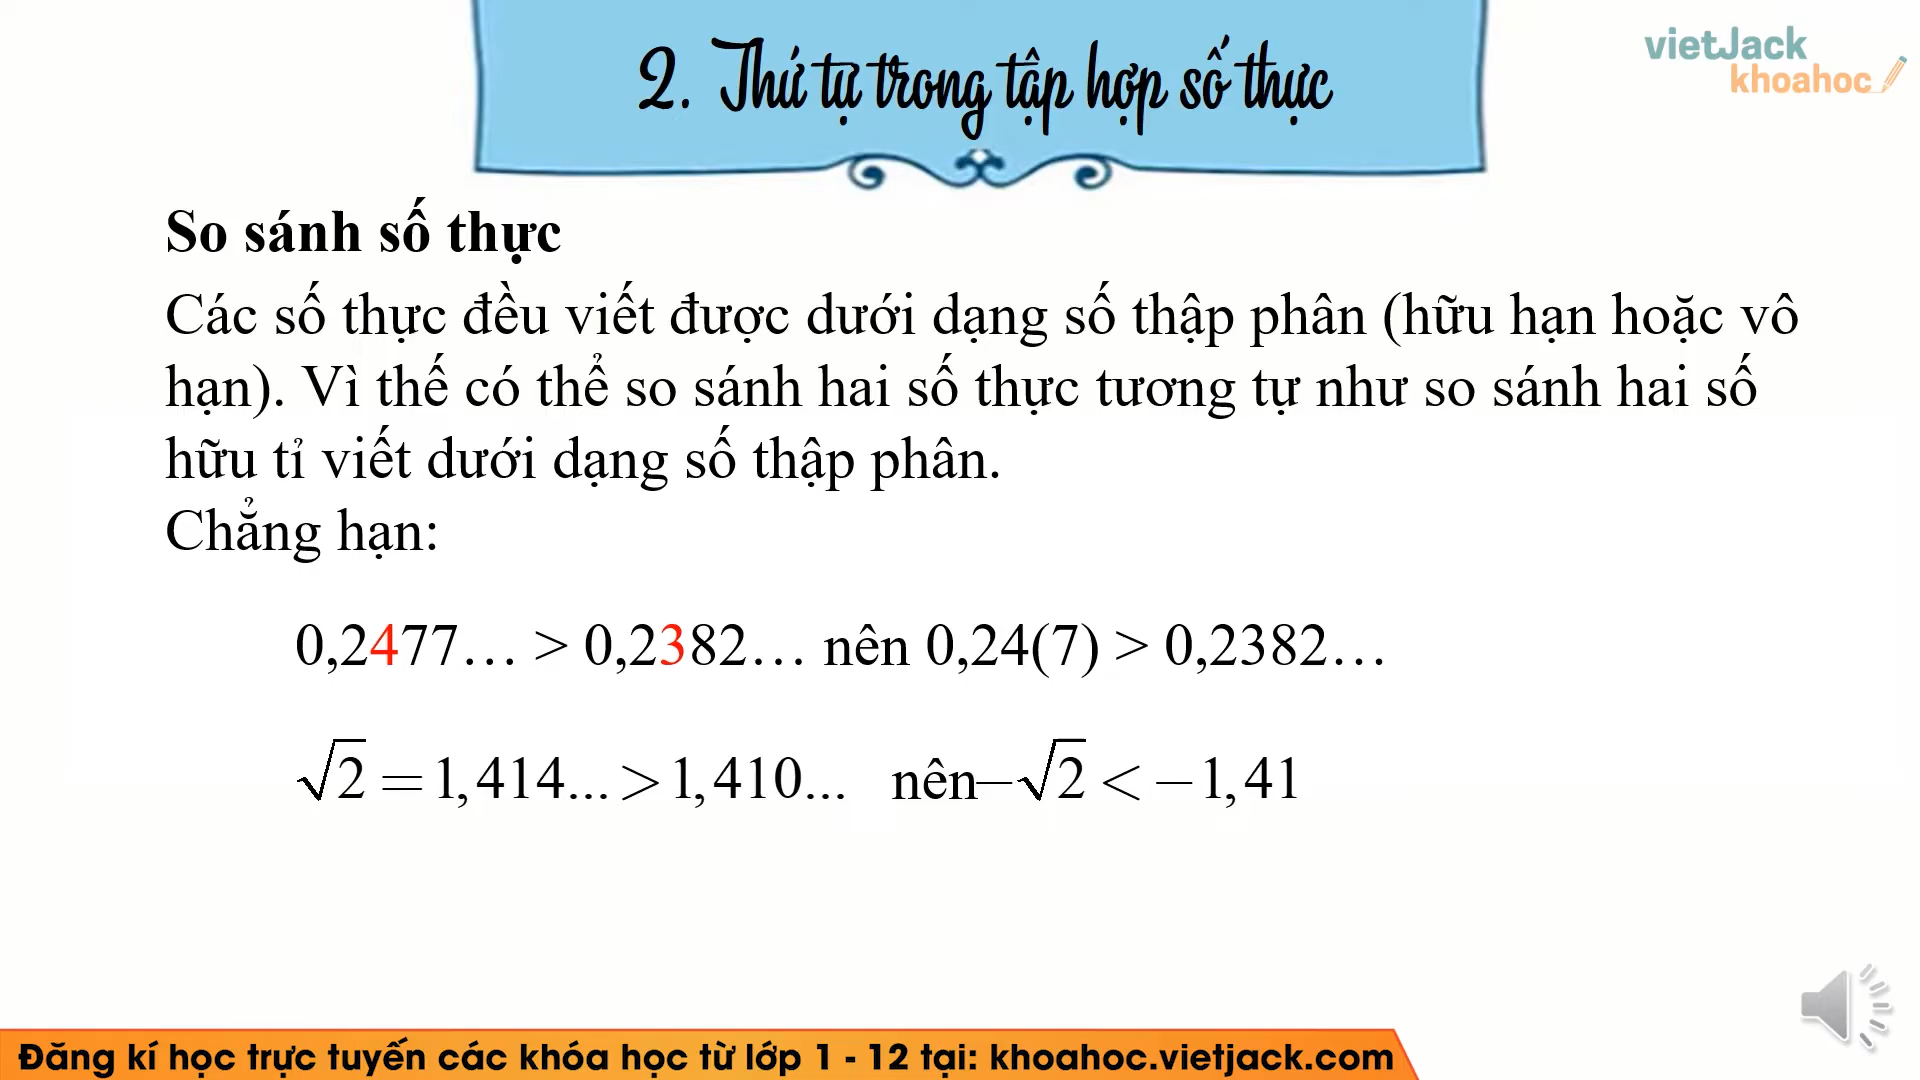 2. Thứ tự trong tập hợp số thực
vietJack
khoahoc
So sánh số thực
Các số thực đều viết được dưới dạng số thập phân (hữu hạn hoặc vô
hạn). Vì thế có thể so sánh hai số thực tương tự như so sánh hai số
hữu tỉ viết dưới dạng số thập phân.
Chẳng hạn:
0,2477… > 0,2382… nên 0,24(7) > 0,2382…
√2 = 1,414... > 1,410... nên –√2 < –1,41
Đăng kí học trực tuyến các khóa học từ lớp 1 - 12 tại: khoahoc.vietjack.com